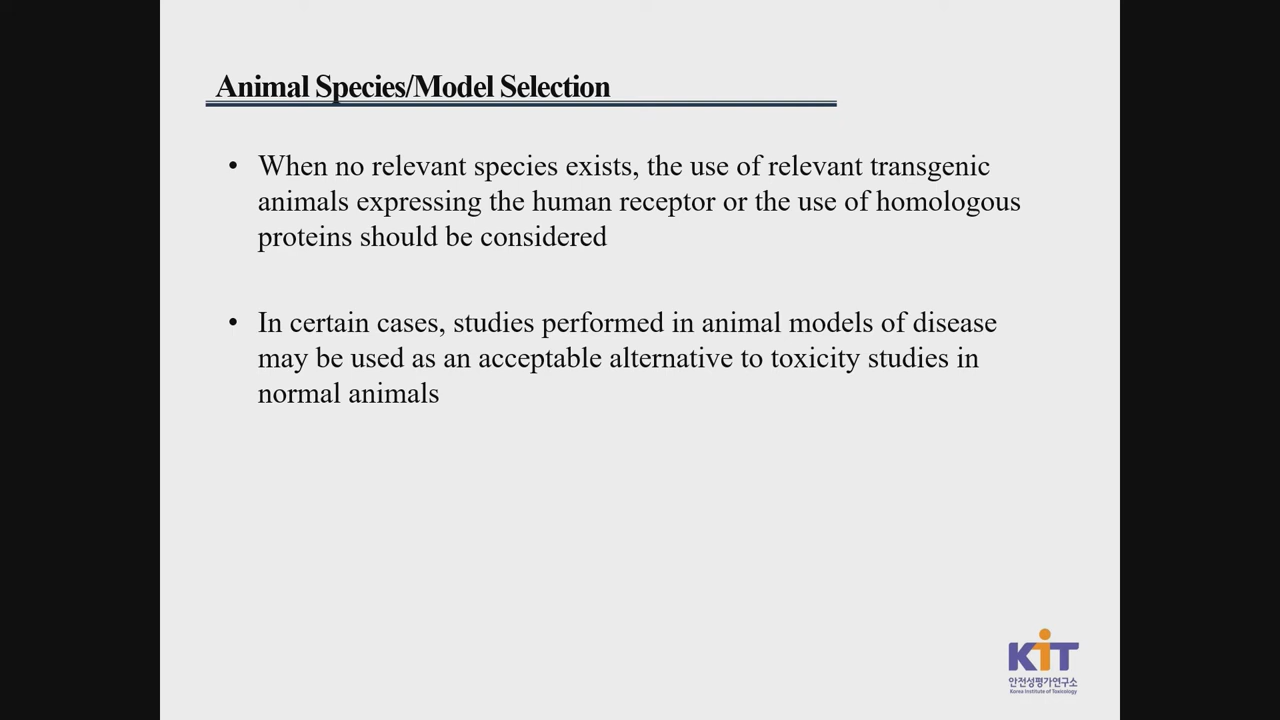 Animal Species/Model Selection
• When no relevant species exists, the use of relevant transgenic
animals expressing the human receptor or the use of homologous
proteins should be considered
• In certain cases, studies performed in animal models of disease
may be used as an acceptable alternative to toxicity studies in
normal animals
KiT
안전성평가연구소
Korea Institute of Toxicology